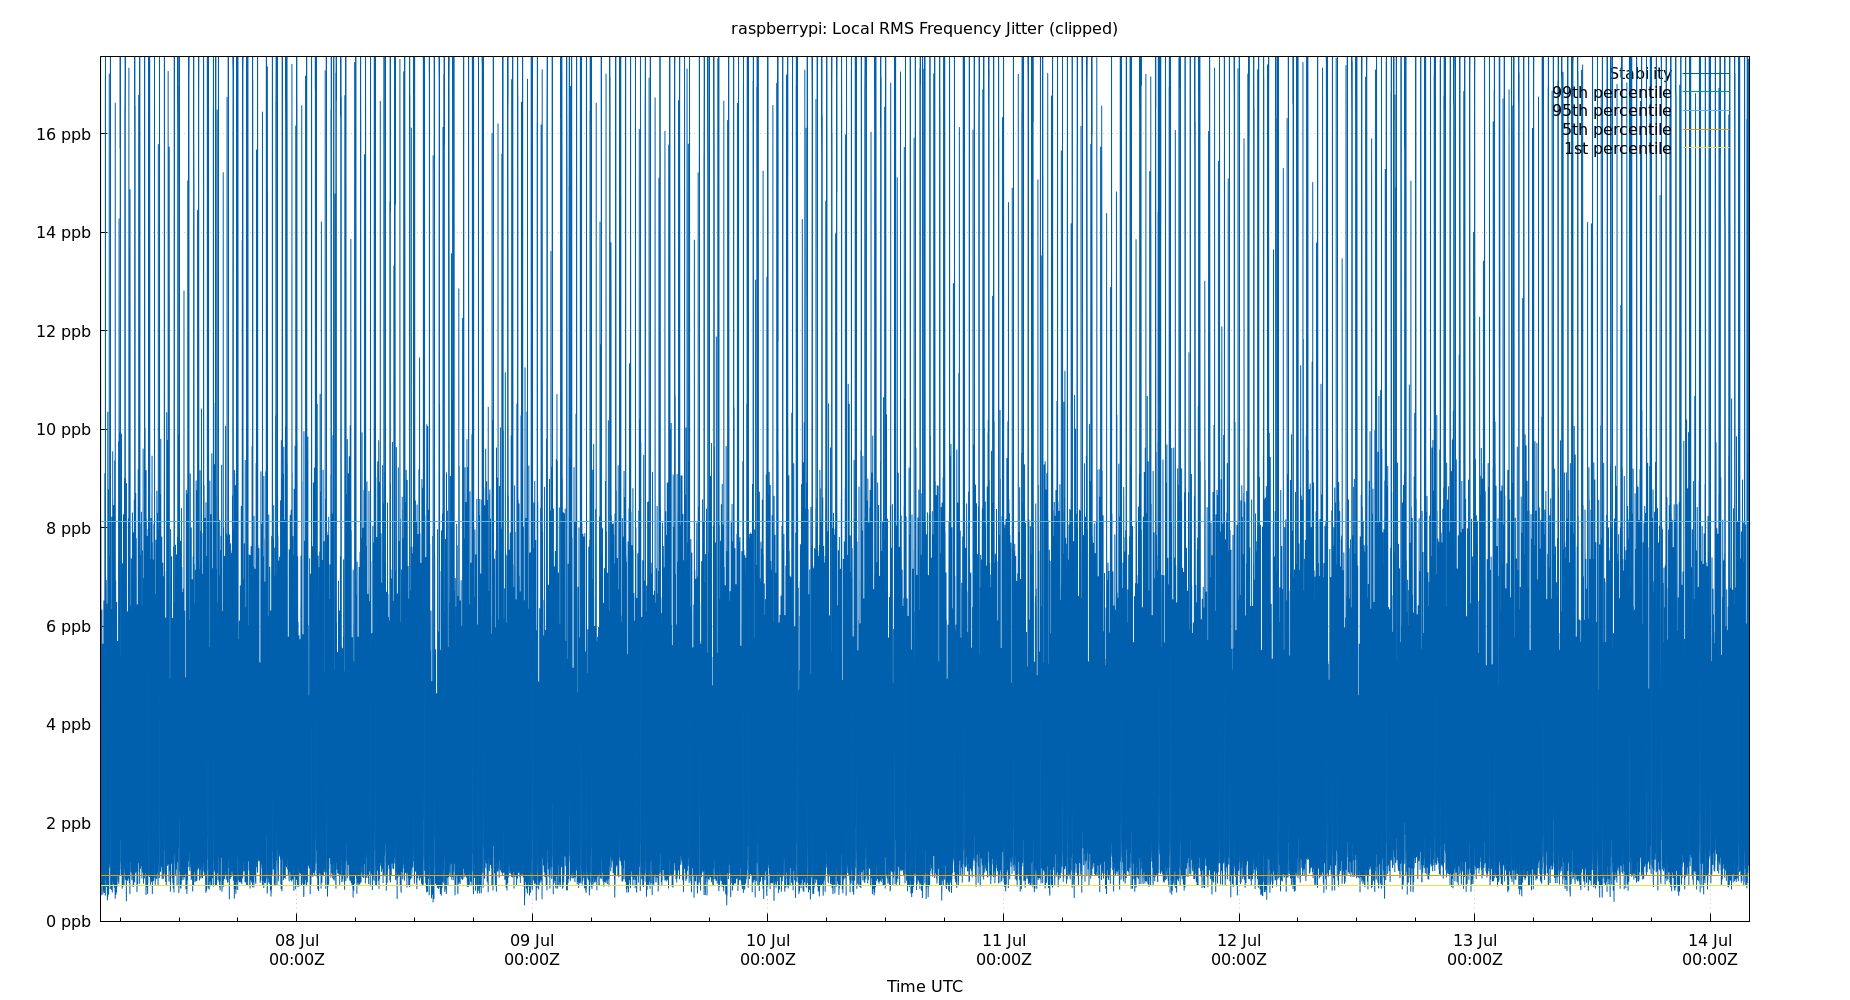 raspberrypi: Local RMS Frequency Jitter (clipped)
Stability
99th percentile
95th percentile
5th percentile
1st percentile
16 ppb
14 ppb
12 ppb
10 ppb
8 ppb
6 ppb
4 ppb
2 ppb
0 ppb
08 Jul 09 Jul 10 Jul 11 Jul 12 Jul 13 Jul 14 Jul
00:00Z 00:00Z 00:00Z 00:00Z 00:00Z 00:00Z 00:00Z
Time UTC